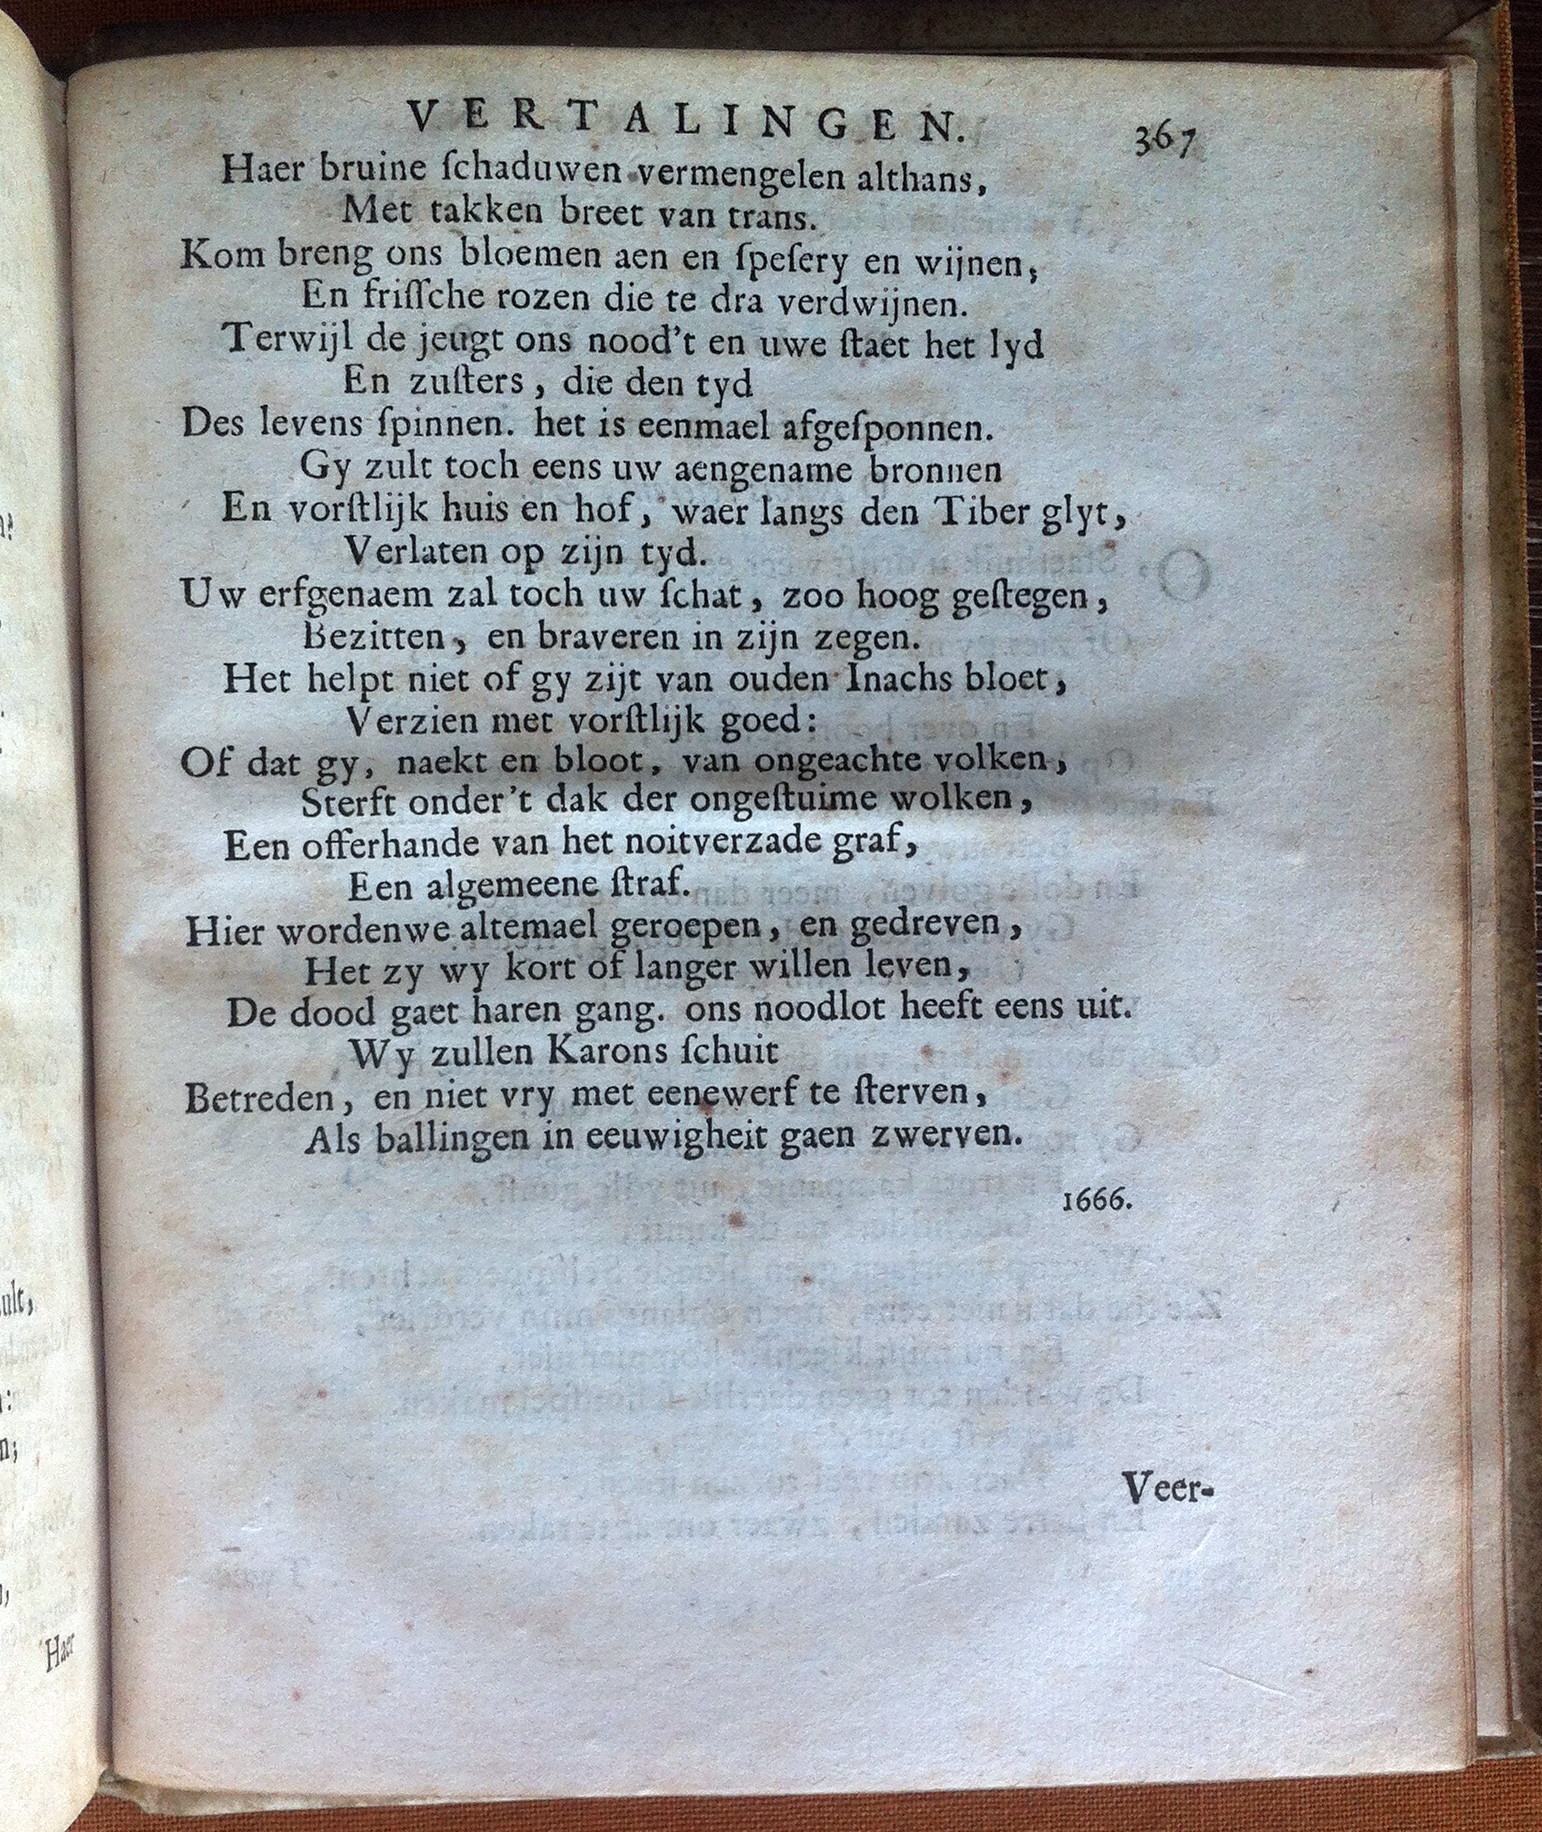 VERTALINGEN. 367
Haer bruine ſchaduwen vermengelen althans,
Met takken breet van trans.
Kom breng ons bloemen aen en ſpeſery en wijnen,
En friſſche rozen die te dra verdwijnen.
Terwijl de jeugt ons nood't en uwe ſtaet het lyd
En zuſters, die den tyd
Des levens ſpinnen. het is eenmael afgeſponnen.
Gy zult toch eens uw aengename bronnen
En vorſtlijk huis en hof, waer langs den Tiber glyt,
Verlaten op zijn tyd.
Uw erfgenaem zal toch uw ſchat, zoo hoog geſtegen,
Bezitten, en braveren in zijn zegen.
Het helpt niet of gy zijt van ouden Inachs bloet,
Verzien met vorſtlijk goed:
Of dat gy, naekt en bloot, van ongeachte volken,
Sterft onder't dak der ongeſtuime wolken,
Een offerhande van het noitverzade graf,
Een algemeene ſtraf.
Hier wordenwe altemael geroepen, en gedreven,
Het zy wy kort of langer willen leven,
De dood gaet haren gang. ons noodlot heeft eens uit.
Wy zullen Karons ſchuit
Betreden, en niet vry met eenewerf te ſterven,
Als ballingen in eeuwigheit gaen zwerven.
1666.
Veer-
Haer